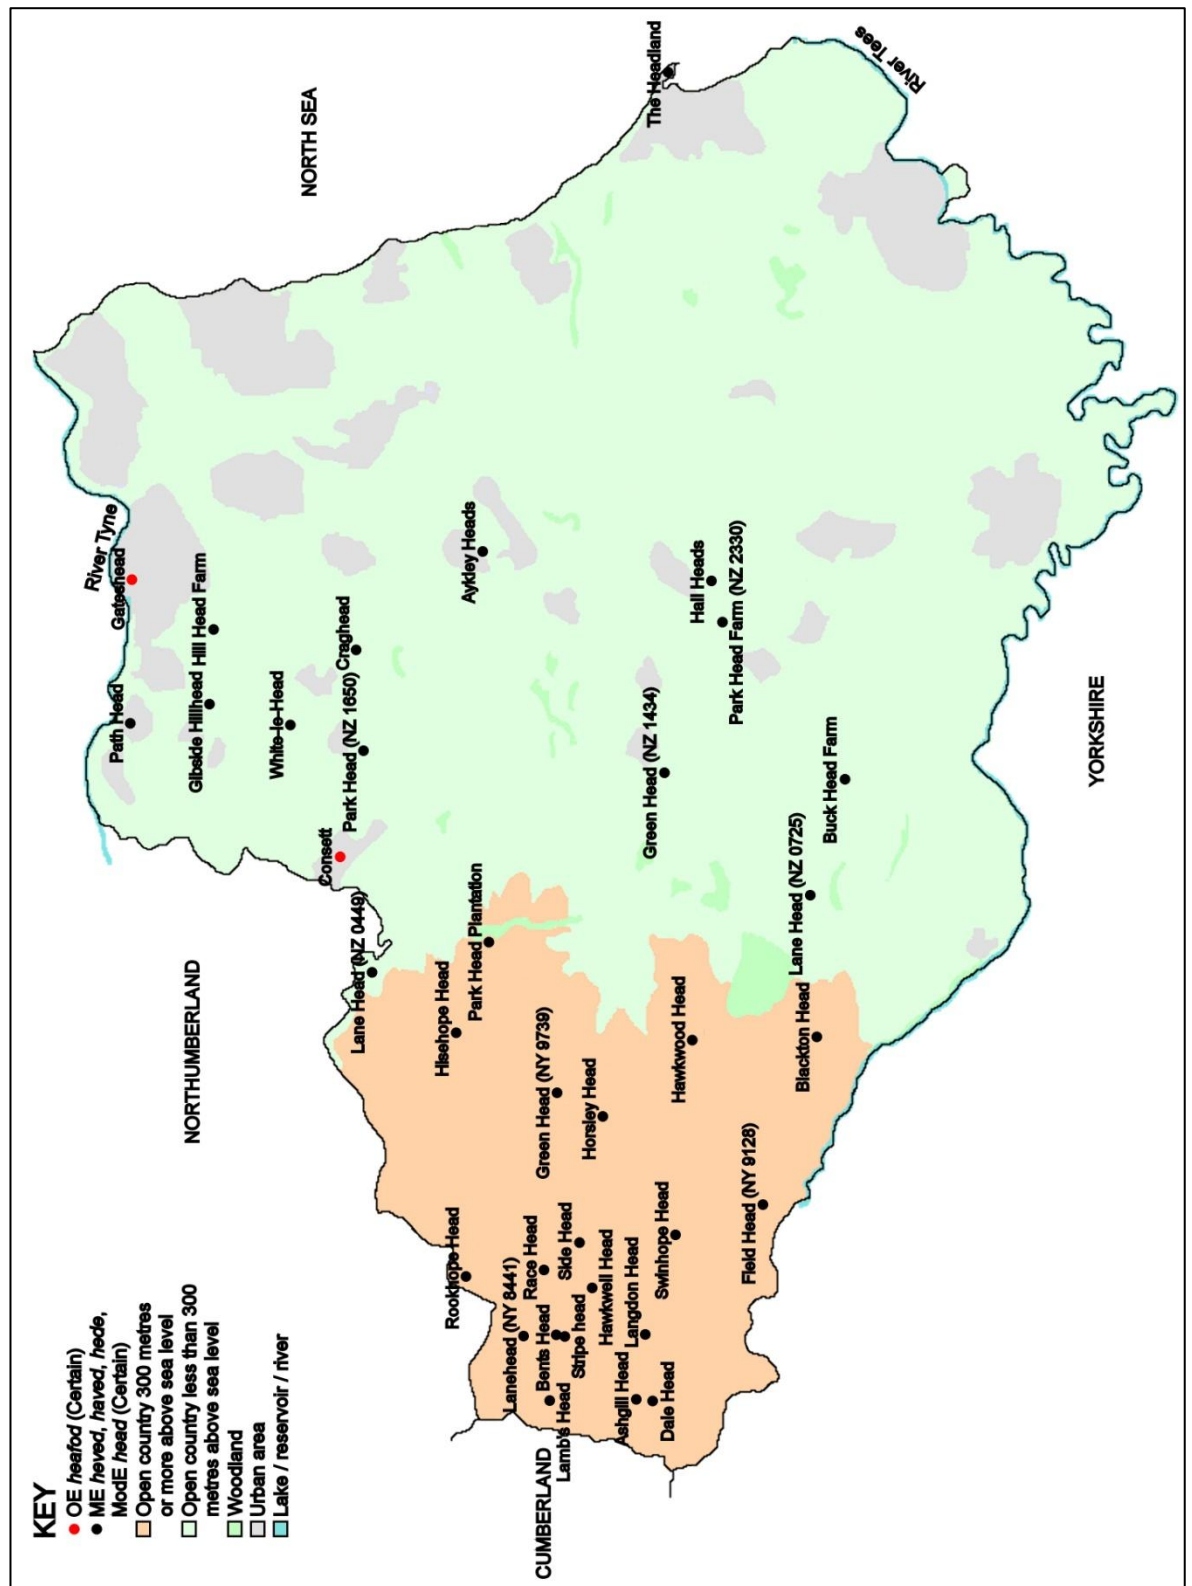 KEY
OE heafod (Certain)
ME heved, haved, hede,
ModE head (Certain)
Open country 300 metres
or more above sea level
Open country less than 300
metres above sea level
Woodland
Urban area
Lake / reservoir / river
NORTHUMBERLAND
NORTH SEA
CUMBERLAND
YORKSHIRE
River Tyne
River Tees
Path Head
Gateshead
Gibside Hillhead
Hill Head Farm
White-le-Head
Consett
Park Head (NZ 1650)
Craghead
Lane Head (NZ 0449)
Hisehope Head
Park Head Plantation
Aykley Heads
Rookhope Head
Lanehead (NY 8441)
Race Head
Bents Head
Side Head
Lamb's Head
Stripe head
Hawkwell Head
Green Head (NY 9739)
Horsley Head
Ashgill Head
Langdon Head
Dale Head
Swinhope Head
Hawkwood Head
Green Head (NZ 1434)
Hall Heads
Park Head Farm (NZ 2330)
The Headland
Field Head (NY 9128)
Blackton Head
Lane Head (NZ 0725)
Buck Head Farm